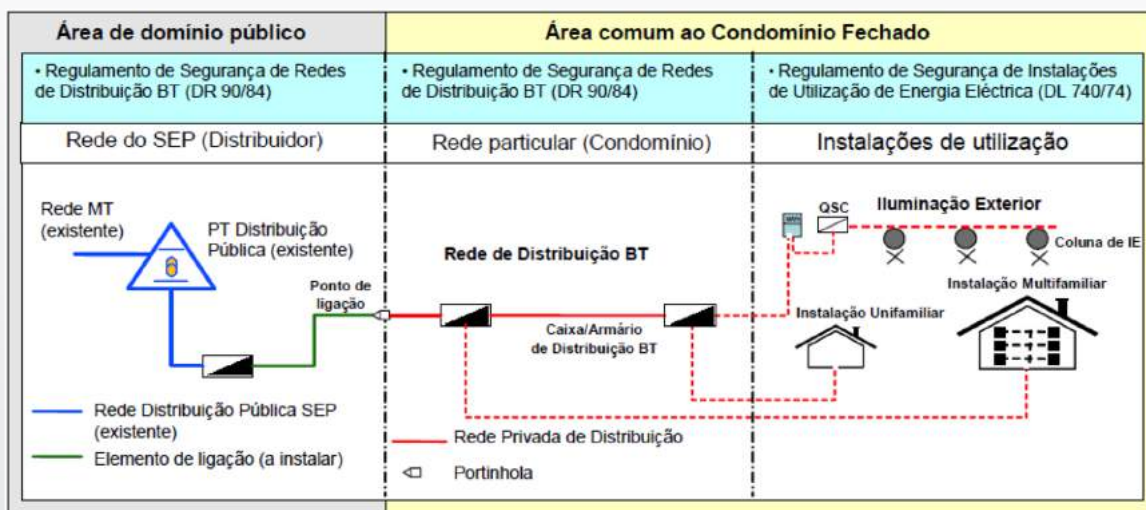 Área de domínio público
Área comum ao Condomínio Fechado
• Regulamento de Segurança de Redes
de Distribuição BT (DR 90/84)
• Regulamento de Segurança de Redes
de Distribuição BT (DR 90/84)
• Regulamento de Segurança de Instalações
de Utilização de Energia Eléctrica (DL 740/74)
Rede do SEP (Distribuidor)
Rede particular (Condomínio)
Instalações de utilização
Rede MT
(existente)
PT Distribuição
Pública (existente)
Ponto de
ligação
Rede de Distribuição BT
Caixa/Armário
de Distribuição BT
QSC
Iluminação Exterior
Coluna de IE
Instalação Multifamiliar
Instalação Unifamiliar
Rede Distribuição Pública SEP
(existente)
Elemento de ligação (a instalar)
Rede Privada de Distribuição
Portinhola